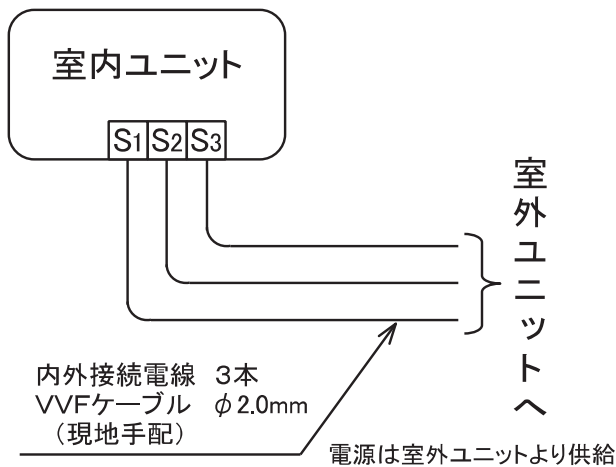 室内ユニット
S1 S2 S3
室外ユニットへ
内外接続電線 3本
VVFケーブル φ2.0mm
(現地手配)
電源は室外ユニットより供給